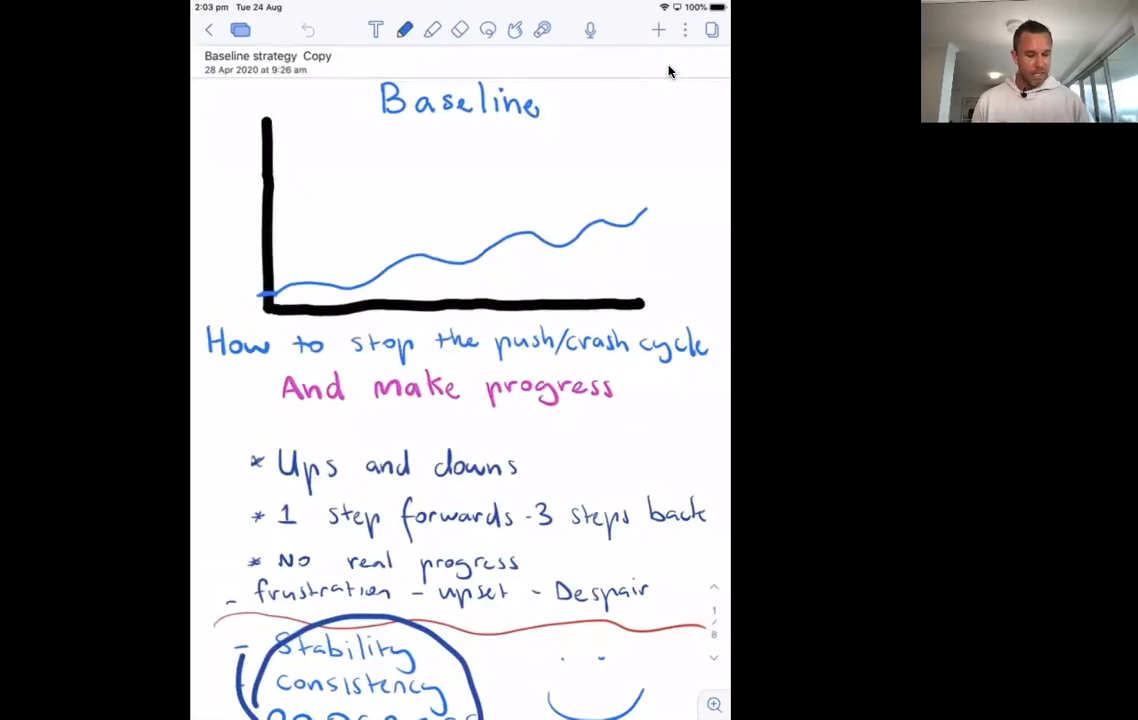 2:03 pm Tue 24 Aug
100%
Baseline strategy Copy
28 Apr 2020 at 9:26 am
Baseline
How to stop the push/crash cycle
And make progress
* Ups and downs
* 1 step forwards - 3 steps back
* No real progress
- frustration - upset - Despair
- Stability
consistency
1
/
8